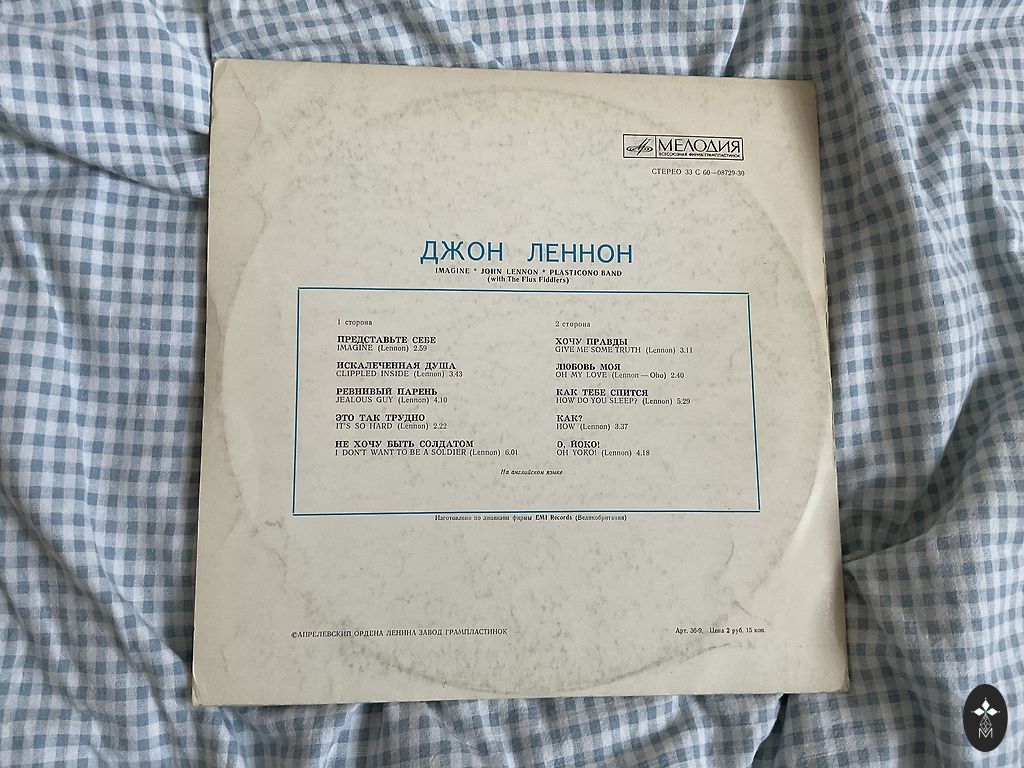 МЕЛОДИЯ
ВСЕСОЮЗНАЯ ФИРМА ГРАМПЛАСТИНОК
СТЕРЕО 33 С 60—08729-30
ДЖОН ЛЕННОН
IMAGINE * JOHN LENNON * PLASTICONO BAND
(with The Flux Fiddlers)
1 сторона
ПРЕДСТАВЬТЕ СЕБЕ
IMAGINE (Lennon) 2.59
ИСКАЛЕЧЕННАЯ ДУША
CLIPPLED INSIDE (Lennon) 3.43
РЕВНИВЫЙ ПАРЕНЬ
JEALOUS GUY (Lennon) 4.10
ЭТО ТАК ТРУДНО
IT'S SO HARD (Lennon) 2.22
НЕ ХОЧУ БЫТЬ СОЛДАТОМ
I DON'T WANT TO BE A SOLDIER (Lennon) 6.01
2 сторона
ХОЧУ ПРАВДЫ
GIVE ME SOME TRUTH (Lennon) 3.11
ЛЮБОВЬ МОЯ
OH MY LOVE (Lennon — Oho) 2.40
КАК ТЕБЕ СПИТСЯ
HOW DO YOU SLEEP? (Lennon) 5.29
КАК?
HOW (Lennon) 3.37
О, ЙОКО!
OH YOKO! (Lennon) 4.18
На английском языке
Изготовлено по лицензии фирмы EMI Records (Великобритания)
©АПРЕЛЕВСКИЙ ОРДЕНА ЛЕНИНА ЗАВОД ГРАМПЛАСТИНОК
Арт. 36-9. Цена 2 руб. 15 коп.
M